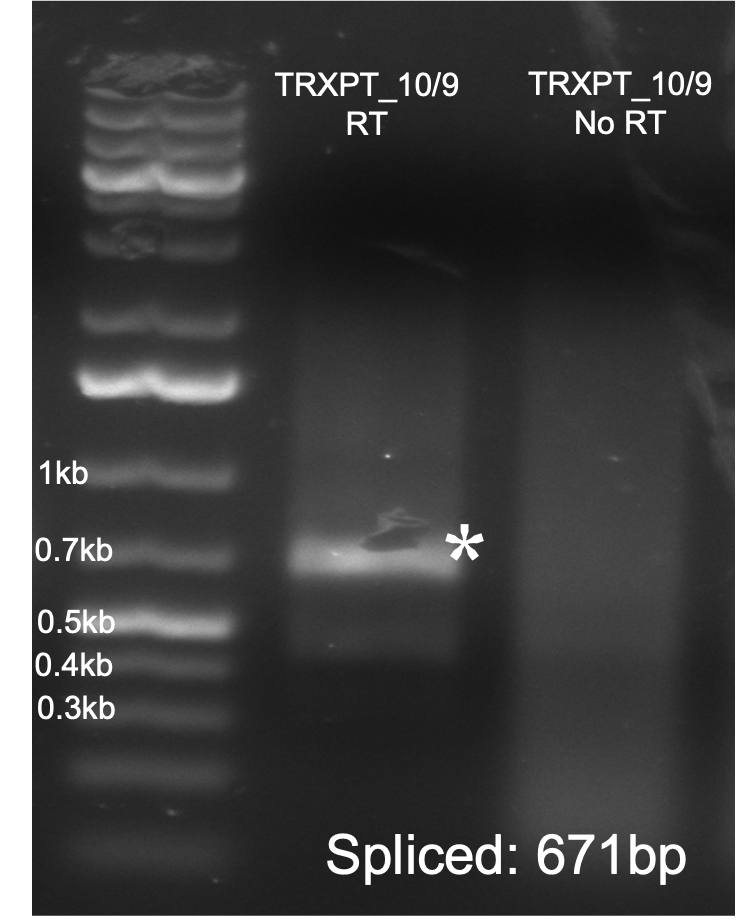 TRXPT_10/9
RT
TRXPT_10/9
No RT
1kb
0.7kb
*
0.5kb
0.4kb
0.3kb
Spliced: 671bp